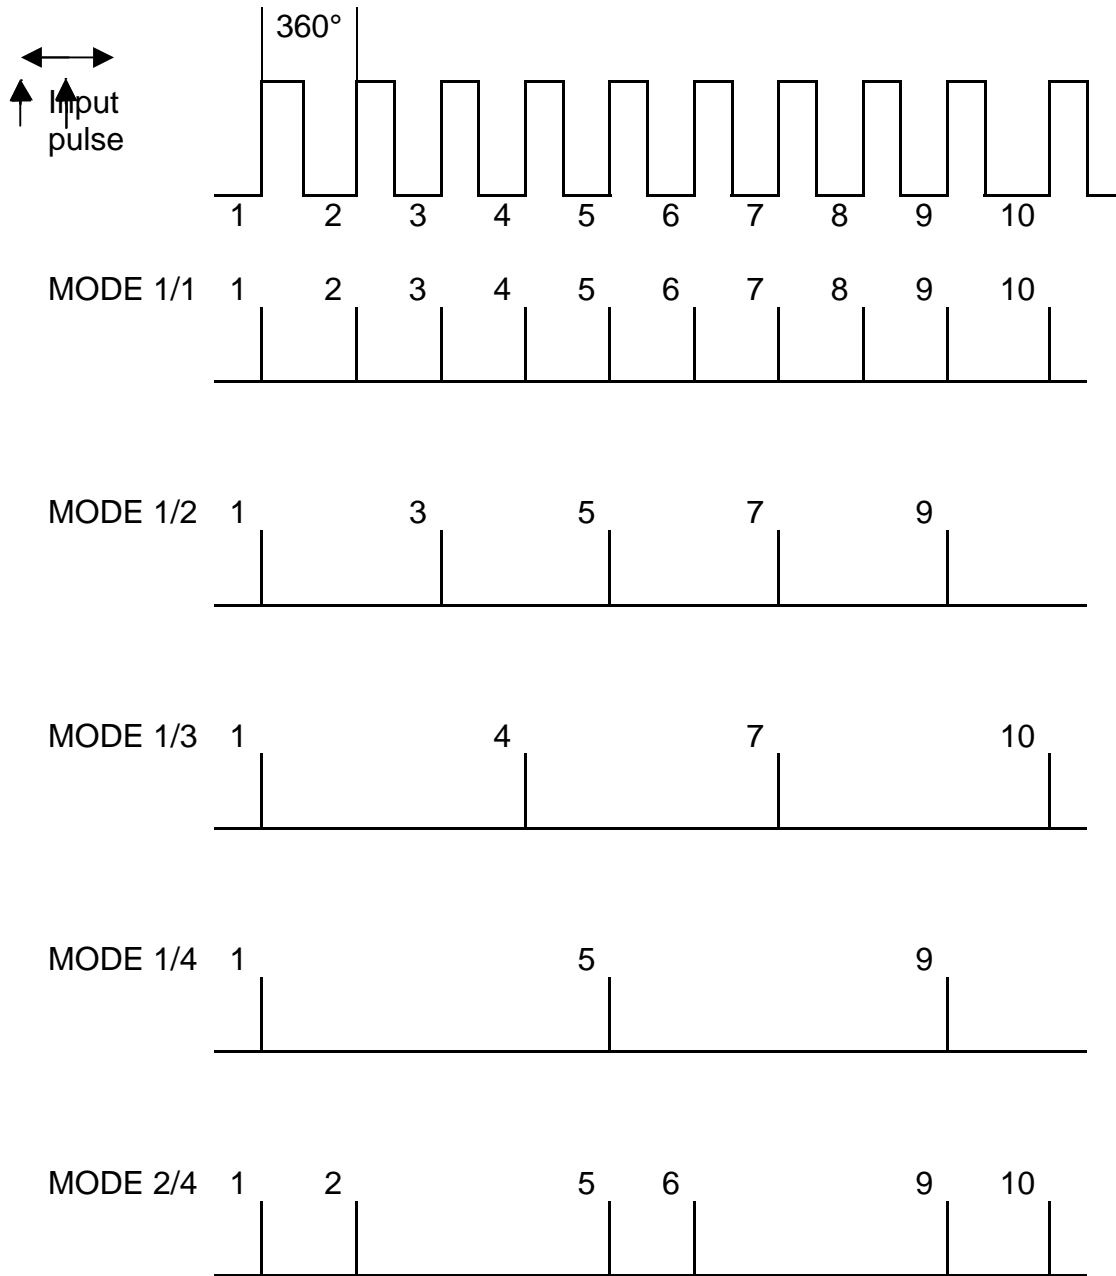 360°
Input
pulse
1 2 3 4 5 6 7 8 9 10
MODE 1/1 1 2 3 4 5 6 7 8 9 10
MODE 1/2 1 3 5 7 9
MODE 1/3 1 4 7 10
MODE 1/4 1 5 9
MODE 2/4 1 2 5 6 9 10